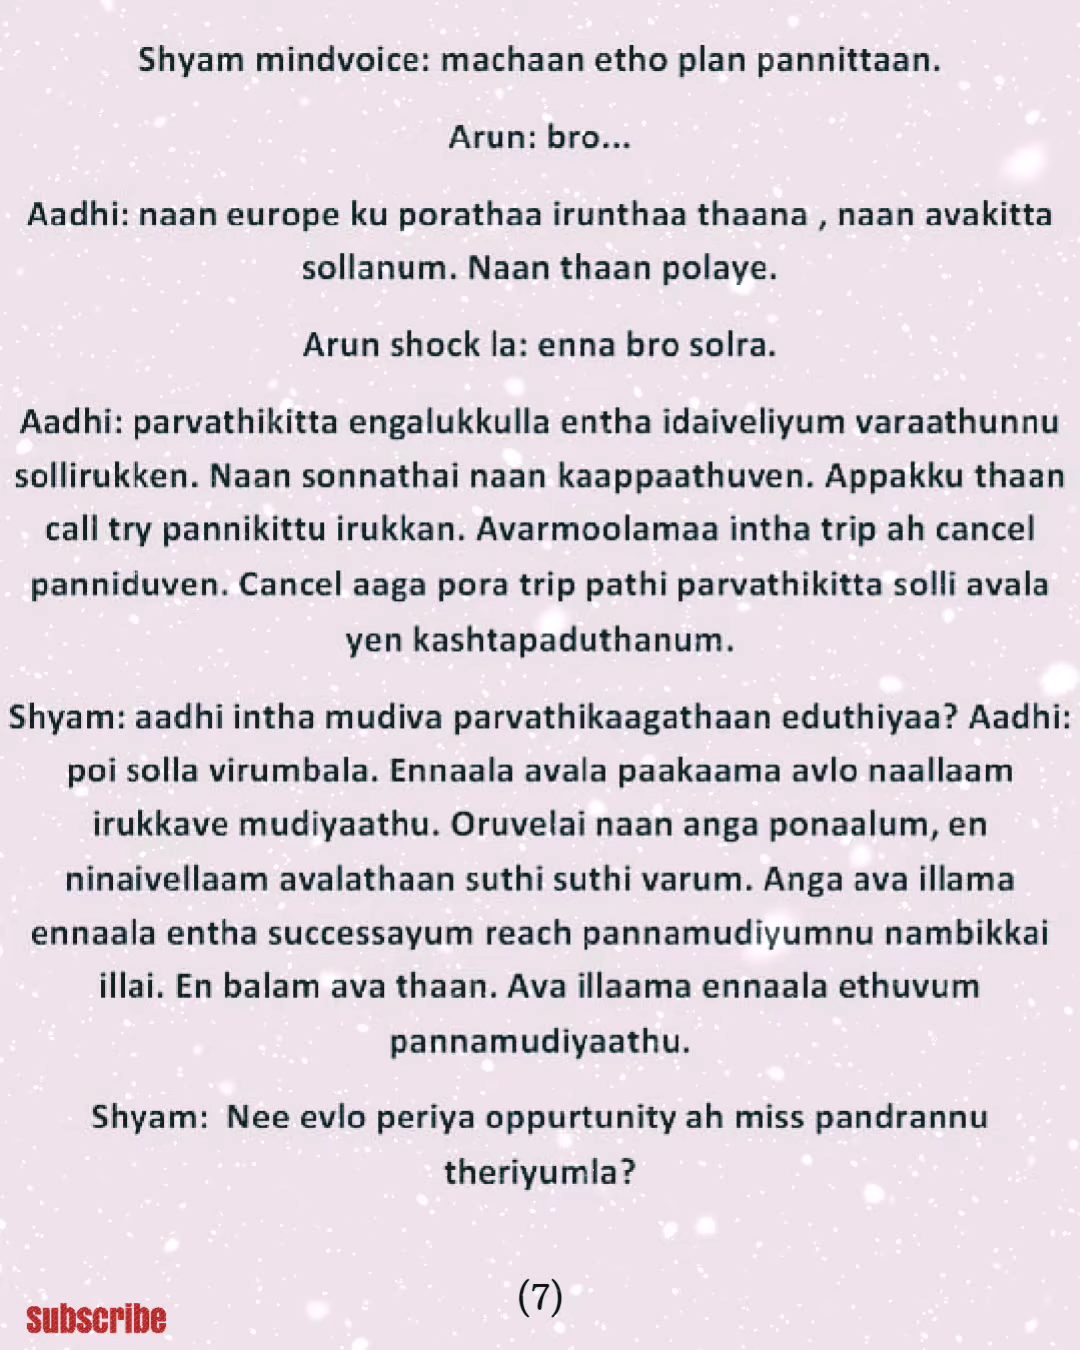 Shyam mindvoice: machaan etho plan pannittaan.
Arun: bro...
Aadhi: naan europe ku porathaa irunthaa thaana , naan avakitta
sollanum. Naan thaan polaye.
Arun shock la: enna bro solra.
Aadhi: parvathikitta engalukkulla entha idaiveliyum varaathunnu
sollirukken. Naan sonnathai naan kaappaathuven. Appakku thaan
call try pannikittu irukkan. Avarmoolamaa intha trip ah cancel
panniduven. Cancel aaga pora trip pathi parvathikitta solli avala
yen kashtapaduthanum.
Shyam: aadhi intha mudiva parvathikaagathaan eduthiyaa? Aadhi:
poi solla virumbala. Ennaala avala paakaama avlo naallaam
irukkave mudiyaathu. Oruvelai naan anga ponaalum, en
ninaivellaam avalathaan suthi suthi varum. Anga ava illama
ennaala entha successayum reach pannamudiyumnu nambikkai
illai. En balam ava thaan. Ava illaama ennaala ethuvum
pannamudiyaathu.
Shyam:  Nee evlo periya oppurtunity ah miss pandrannu
theriyumla?
(7)
subscribe